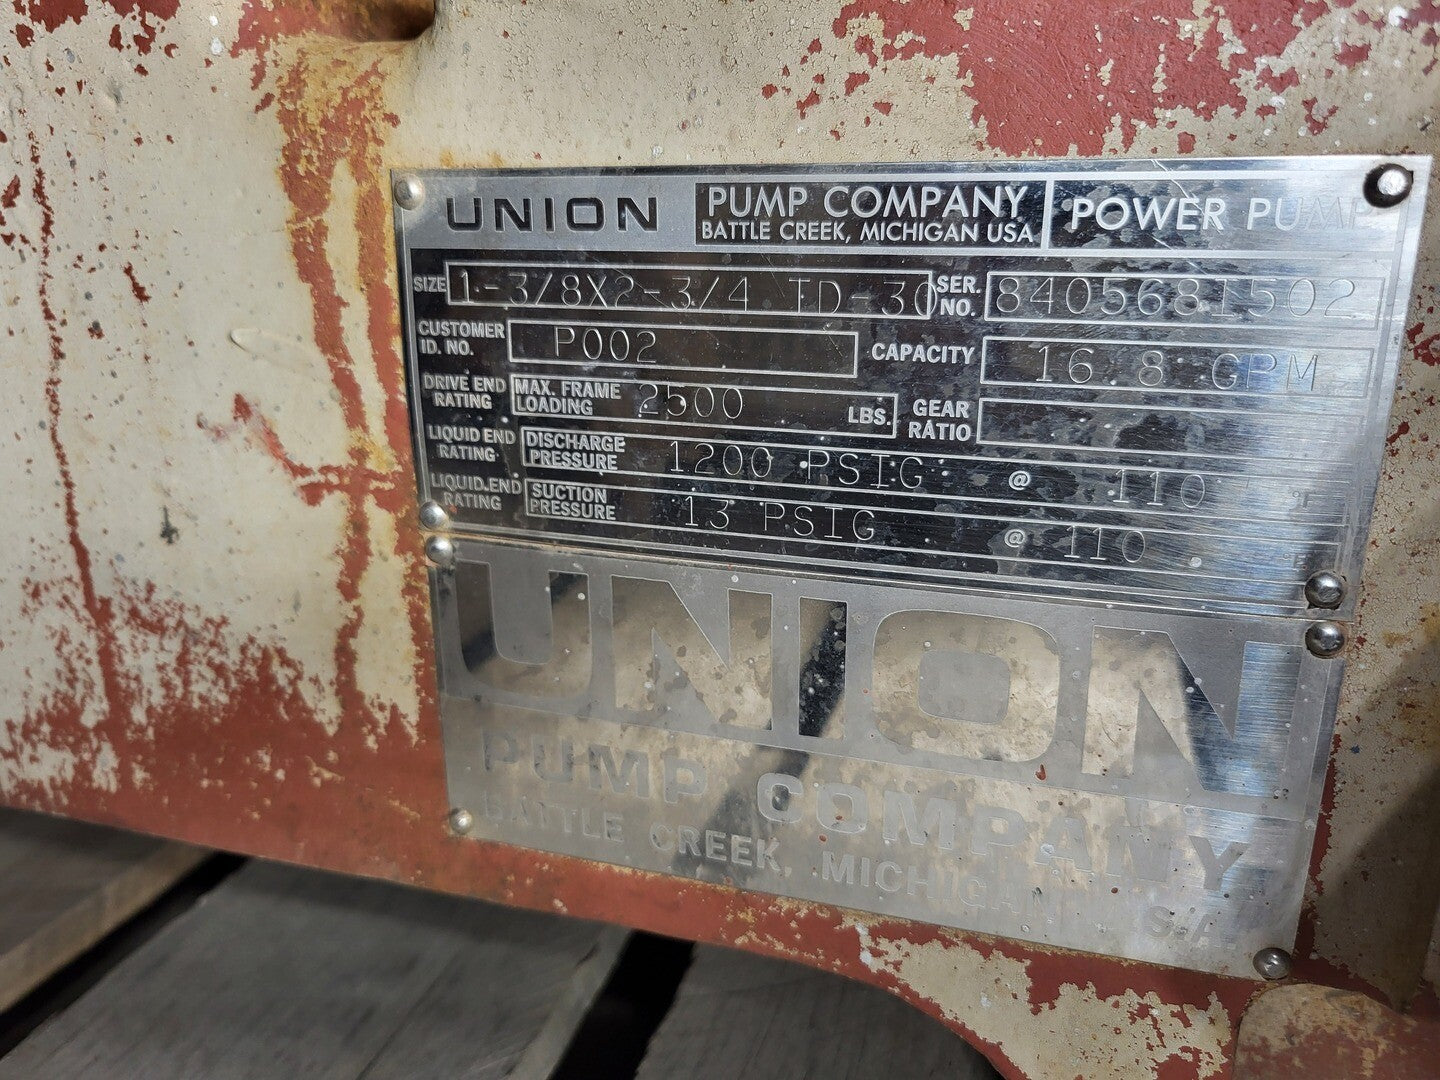 UNION PUMP COMPANY POWER PUMP
BATTLE CREEK, MICHIGAN USA
SIZE 1-3/8X2-3/4 TD-30 SER. NO. 8405681502
CUSTOMER ID. NO. P002 CAPACITY 16.8 GPM
DRIVE END RATING MAX. FRAME LOADING 2500 LBS. GEAR RATIO
LIQUID END RATING DISCHARGE PRESSURE 1200 PSIG @ 110 °F
LIQUID END RATING SUCTION PRESSURE 13 PSIG @ 110 °F
UNION
PUMP COMPANY
BATTLE CREEK, MICHIGAN U.S.A.